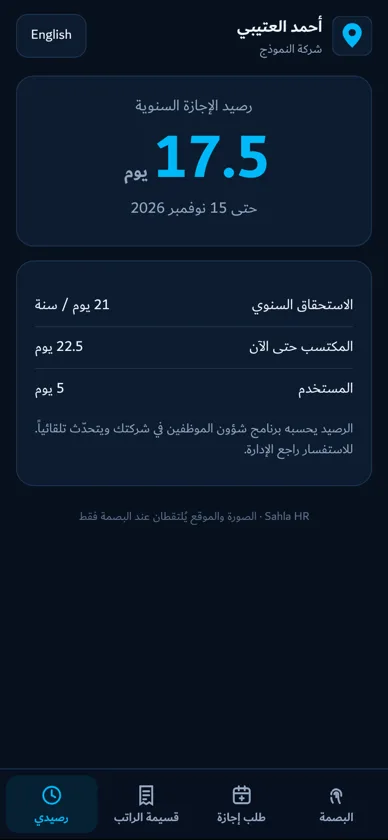 أحمد العتيبي
شركة النموذج
English
رصيد الإجازة السنوية
17.5 يوم
حتى 15 نوفمبر 2026
الاستحقاق السنوي 21 يوم / سنة
المكتسب حتى الآن 22.5 يوم
المستخدم 5 يوم
الرصيد يحسبه برنامج شؤون الموظفين في شركتك ويتحدّث تلقائياً.
للاستفسار راجع الإدارة.
Sahla HR · الصورة والموقع يُلتقطان عند البصمة فقط
البصمة
طلب إجازة
قسيمة الراتب
رصيدي